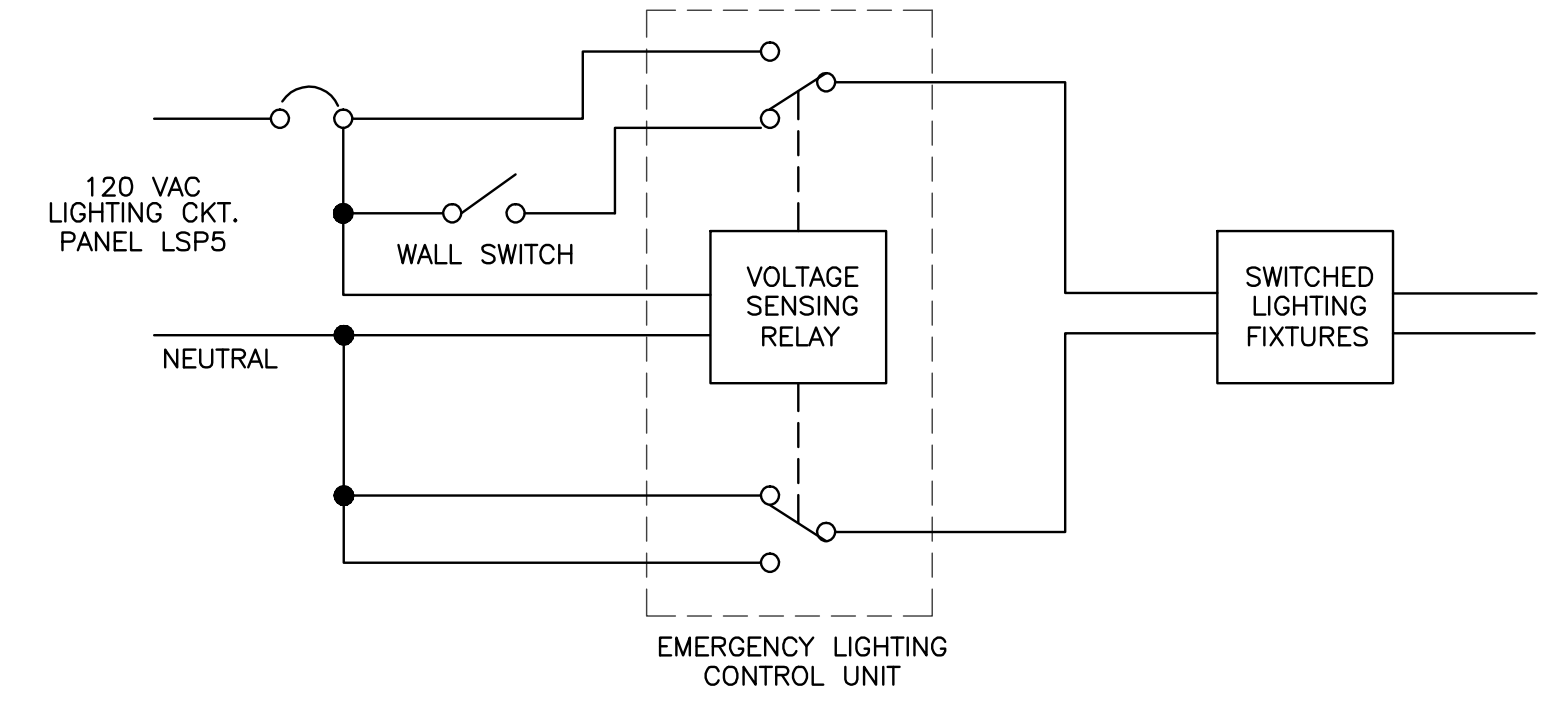 120 VAC
LIGHTING CKT.
PANEL LSP5
WALL SWITCH
NEUTRAL
VOLTAGE
SENSING
RELAY
SWITCHED
LIGHTING
FIXTURES
EMERGENCY LIGHTING
CONTROL UNIT